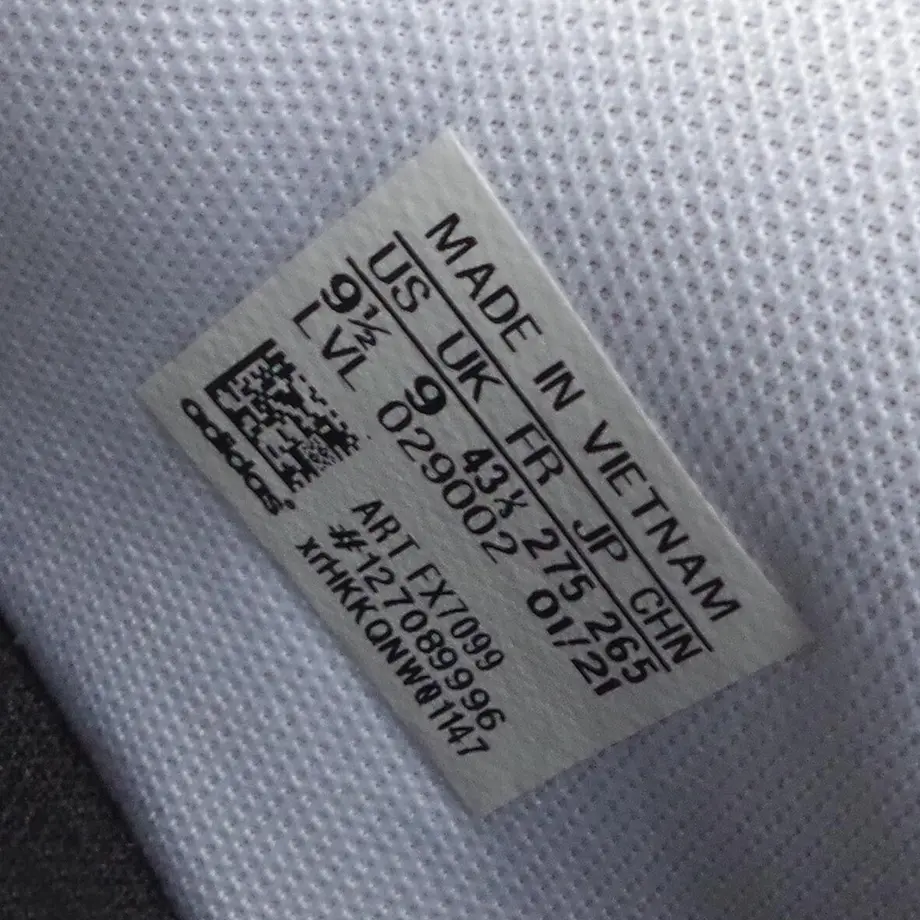 MADE IN VIETNAM
US UK FR JP CHN
9½ 9 43⅓ 275 265
LVL 029002 01/21
ART FX7099
#127089996
xrHKKQNW01147
adidas